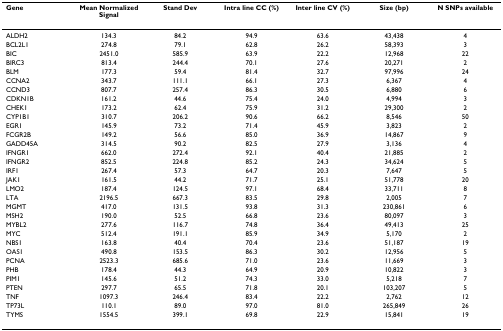 Gene Mean Normalized Signal Stand Dev Intra line CC (%) Inter line CV (%) Size (bp) N SNPs available
ALDH2 134.3 84.2 94.9 63.6 43,438 4
BCL2L1 274.8 79.1 62.8 26.2 58,393 3
BIC 2451.0 585.9 63.9 22.2 12,968 22
BIRC3 813.4 244.4 70.1 27.6 20,271 2
BLM 177.3 59.4 81.4 32.7 97,996 24
CCNA2 343.7 111.1 66.1 27.3 6,367 4
CCND3 807.7 257.4 86.3 30.5 6,880 6
CDKN1B 161.2 44.6 75.4 24.0 4,994 3
CHEK1 173.2 62.4 75.9 31.2 29,300 2
CYP1B1 310.7 206.2 90.6 66.2 8,546 50
EGR1 145.9 73.2 71.4 45.9 3,823 2
FCGR2B 149.2 56.6 85.0 36.9 14,867 9
GADD45A 314.5 90.2 82.5 27.9 3,136 4
IFNGR1 662.0 272.4 92.1 40.4 21,885 2
IFNGR2 852.5 224.8 85.2 24.3 34,624 5
IRF1 267.4 57.3 64.7 20.3 7,647 5
JAK1 161.5 44.2 71.7 25.1 51,778 20
LMO2 187.4 124.5 97.1 68.4 33,711 8
LTA 2196.5 667.3 83.5 29.8 2,005 7
MGMT 417.0 131.5 93.8 31.3 230,861 6
MSH2 190.0 52.5 66.8 23.6 80,097 3
MYBL2 277.6 116.7 74.8 36.4 49,413 25
MYC 512.4 191.1 85.9 34.9 5,170 2
NBS1 163.8 40.4 70.4 23.6 51,187 19
OAS1 490.8 153.5 86.3 30.2 12,956 5
PCNA 2523.3 685.6 71.0 23.6 11,669 3
PHB 178.4 44.3 64.9 20.9 10,822 3
PIM1 145.6 51.2 74.3 33.0 5,218 7
PTEN 297.7 65.5 71.8 20.1 103,207 5
TNF 1097.3 246.4 83.4 22.2 2,762 12
TP73L 110.1 89.0 97.0 81.0 265,849 26
TYMS 1554.5 399.1 69.8 22.9 15,841 19